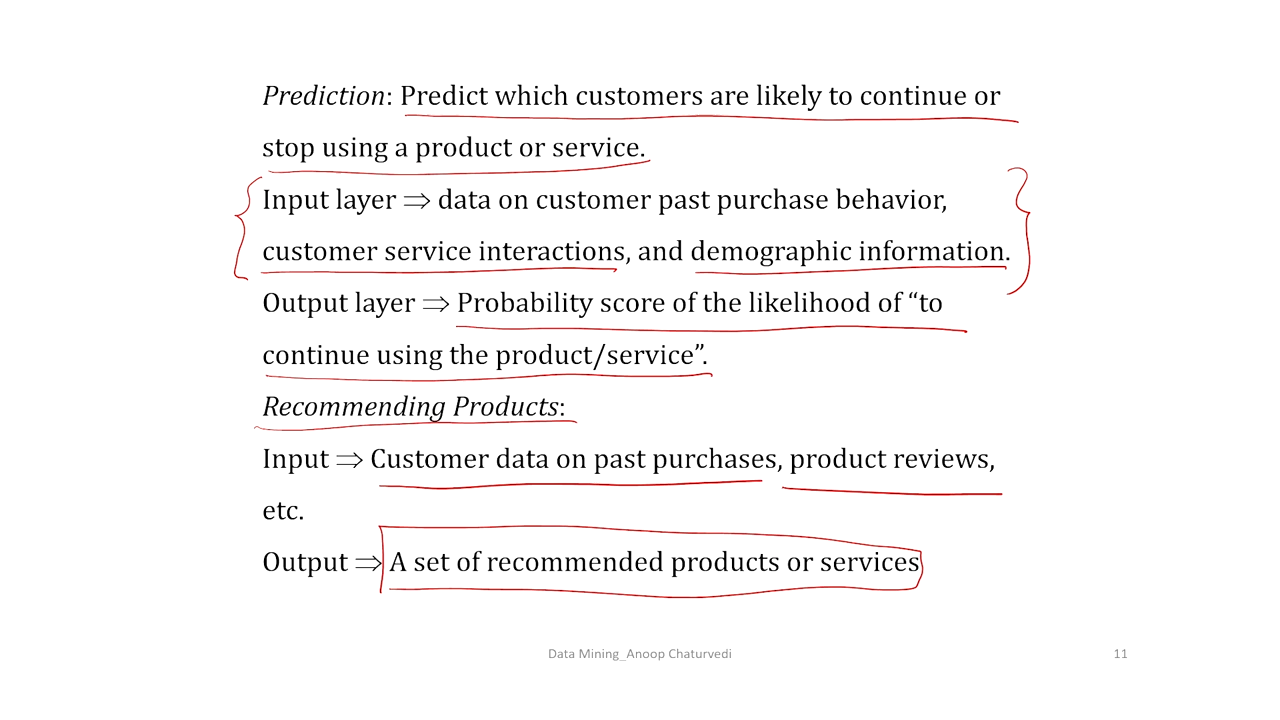 Prediction: Predict which customers are likely to continue or
stop using a product or service.
Input layer ⇒ data on customer past purchase behavior,
customer service interactions, and demographic information.
Output layer ⇒ Probability score of the likelihood of “to
continue using the product/service”.
Recommending Products:
Input ⇒ Customer data on past purchases, product reviews,
etc.
Output ⇒ A set of recommended products or services
Data Mining_Anoop Chaturvedi
11